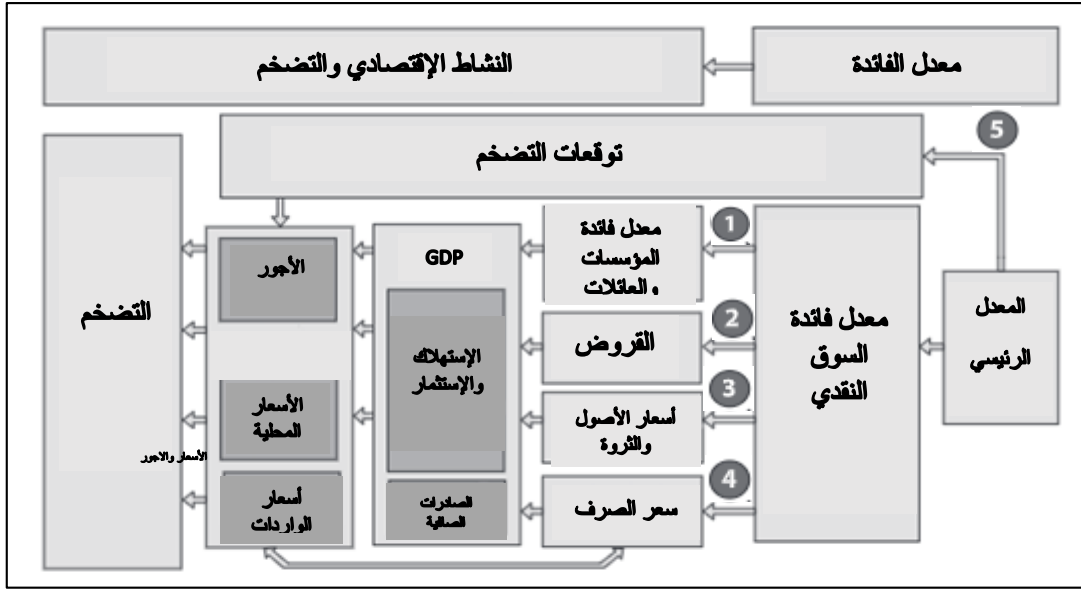 معدل الفائدة
النشاط الإقتصادي والتضخم
5
توقعات التضخم
المعدل
الرئيسي
معدل فائدة
السوق
النقدي
1
معدل فائدة
المؤسسات
والعائلات
2
القروض
3
أسعار الأصول
والثروة
4
سعر الصرف
GDP
الإستهلاك
والإستثمار
الصادرات
الصافية
الأجور
الأسعار
المحلية
أسعار
الواردات
الأسعار والاجور
التضخم